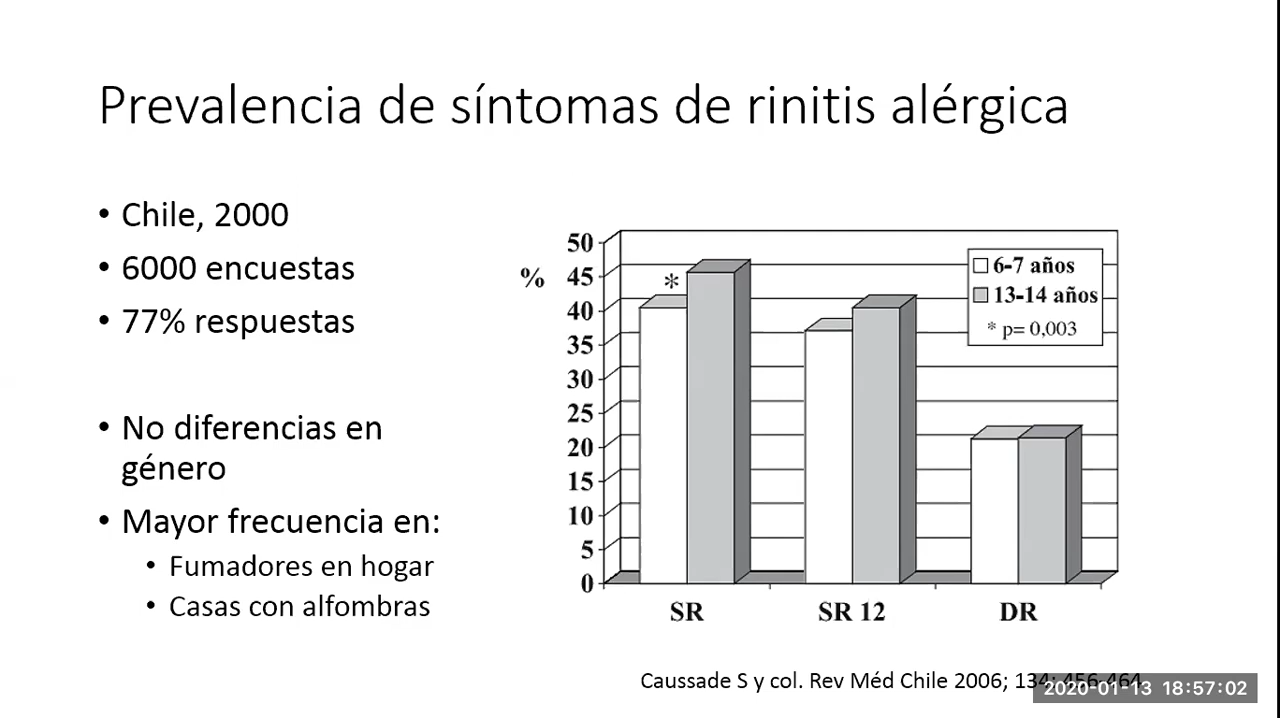 Prevalencia de síntomas de rinitis alérgica
• Chile, 2000
• 6000 encuestas
• 77% respuestas
• No diferencias en
género
• Mayor frecuencia en:
• Fumadores en hogar
• Casas con alfombras
%
50
45
40
35
30
25
20
15
10
5
0
*
6-7 años
13-14 años
* p= 0,003
SR
SR 12
DR
Caussade S y col. Rev Méd Chile 2006; 134: 456-464
2020-01-13 18:57:02